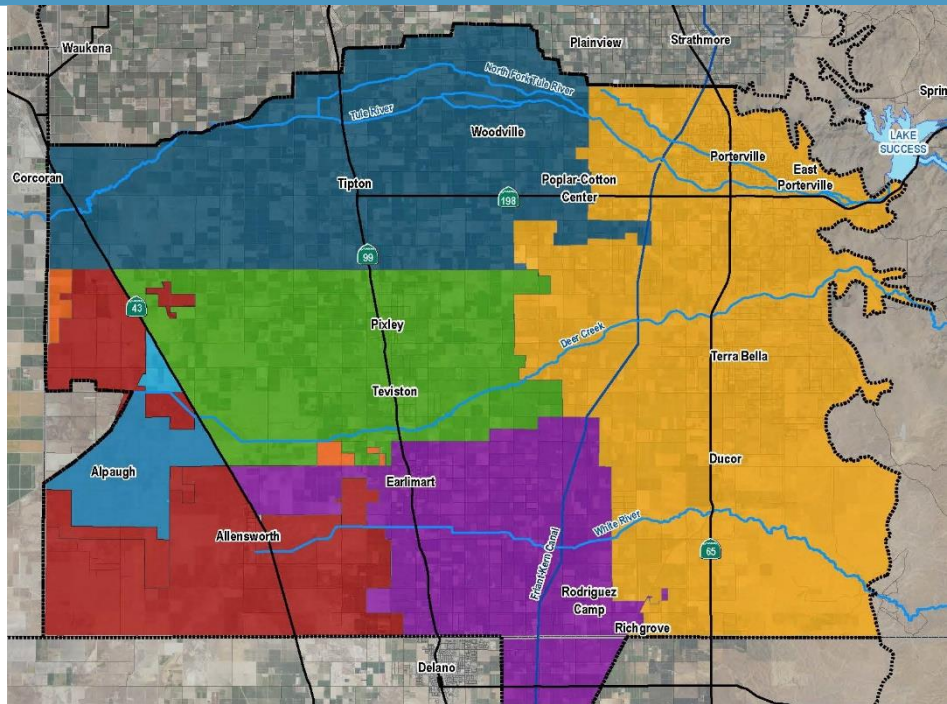 Waukena
Plainview
Strathmore
Sprin
North Fork Tule River
Tule River
LAKE
SUCCESS
Woodville
Porterville
East
Porterville
Corcoran
Tipton
Poplar-Cotton
Center
198
99
43
Pixley
Deer Creek
Terra Bella
Teviston
Alpaugh
Earlimart
Ducor
Allensworth
White River
65
Friant-Kern Canal
Rodriguez
Camp
Richgrove
Delano